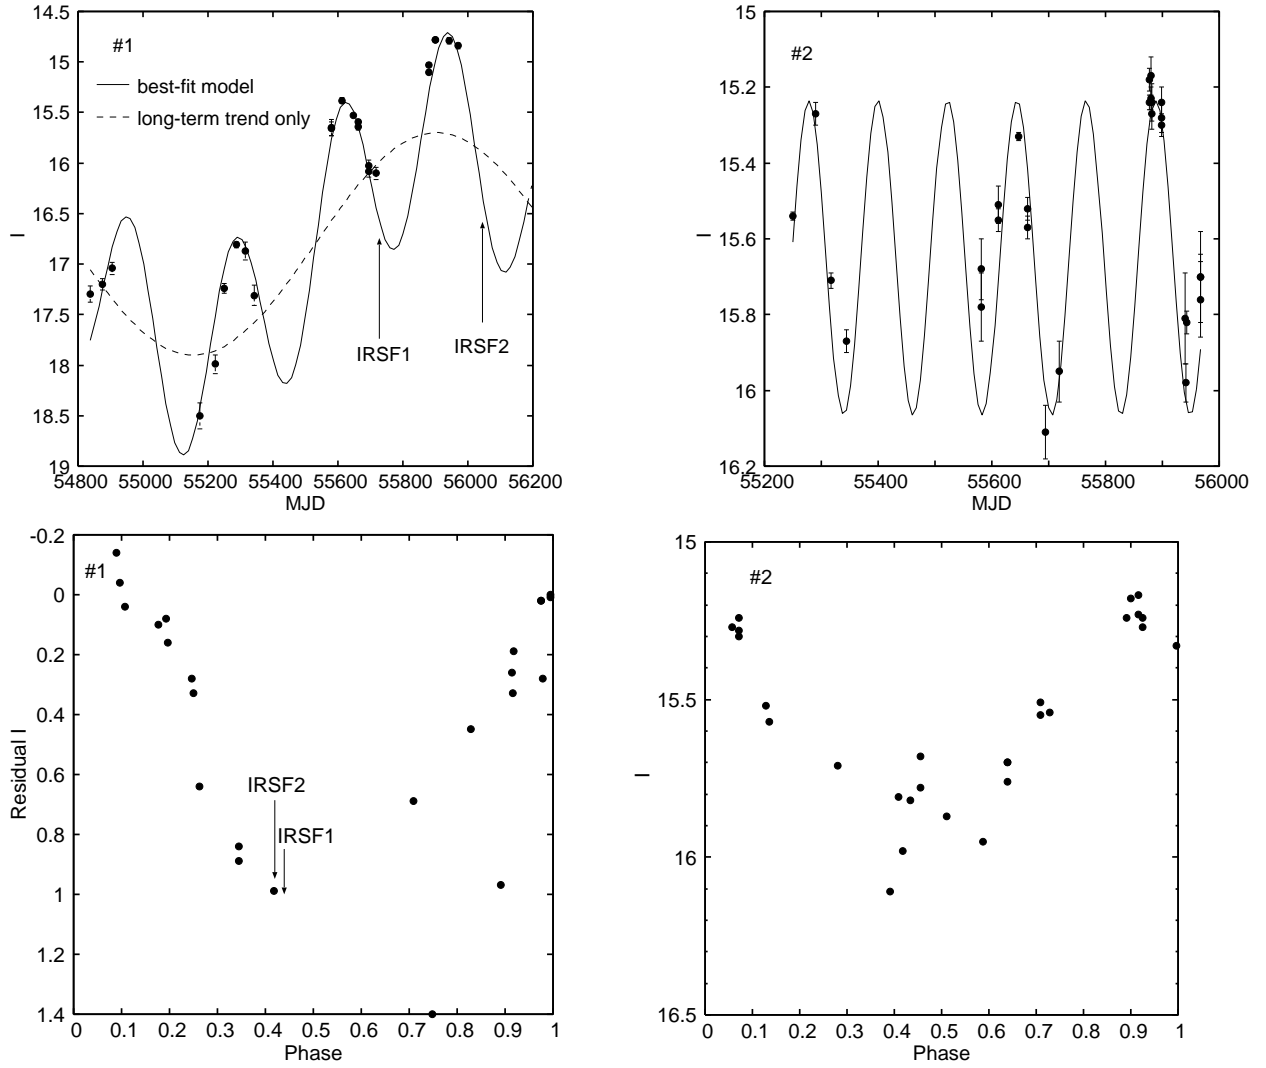 14.5
15
15.5
16
16.5
17
17.5
18
18.5
19
I
#1
best-fit model
long-term trend only
IRSF1
IRSF2
54800 55000 55200 55400 55600 55800 56000 56200
MJD
15
15.2
15.4
15.6
15.8
16
16.2
I
#2
55200 55400 55600 55800 56000
MJD
-0.2
0
0.2
0.4
0.6
0.8
1
1.2
1.4
Residual I
#1
IRSF2
IRSF1
0 0.1 0.2 0.3 0.4 0.5 0.6 0.7 0.8 0.9 1
Phase
15
15.5
16
16.5
I
#2
0 0.1 0.2 0.3 0.4 0.5 0.6 0.7 0.8 0.9 1
Phase